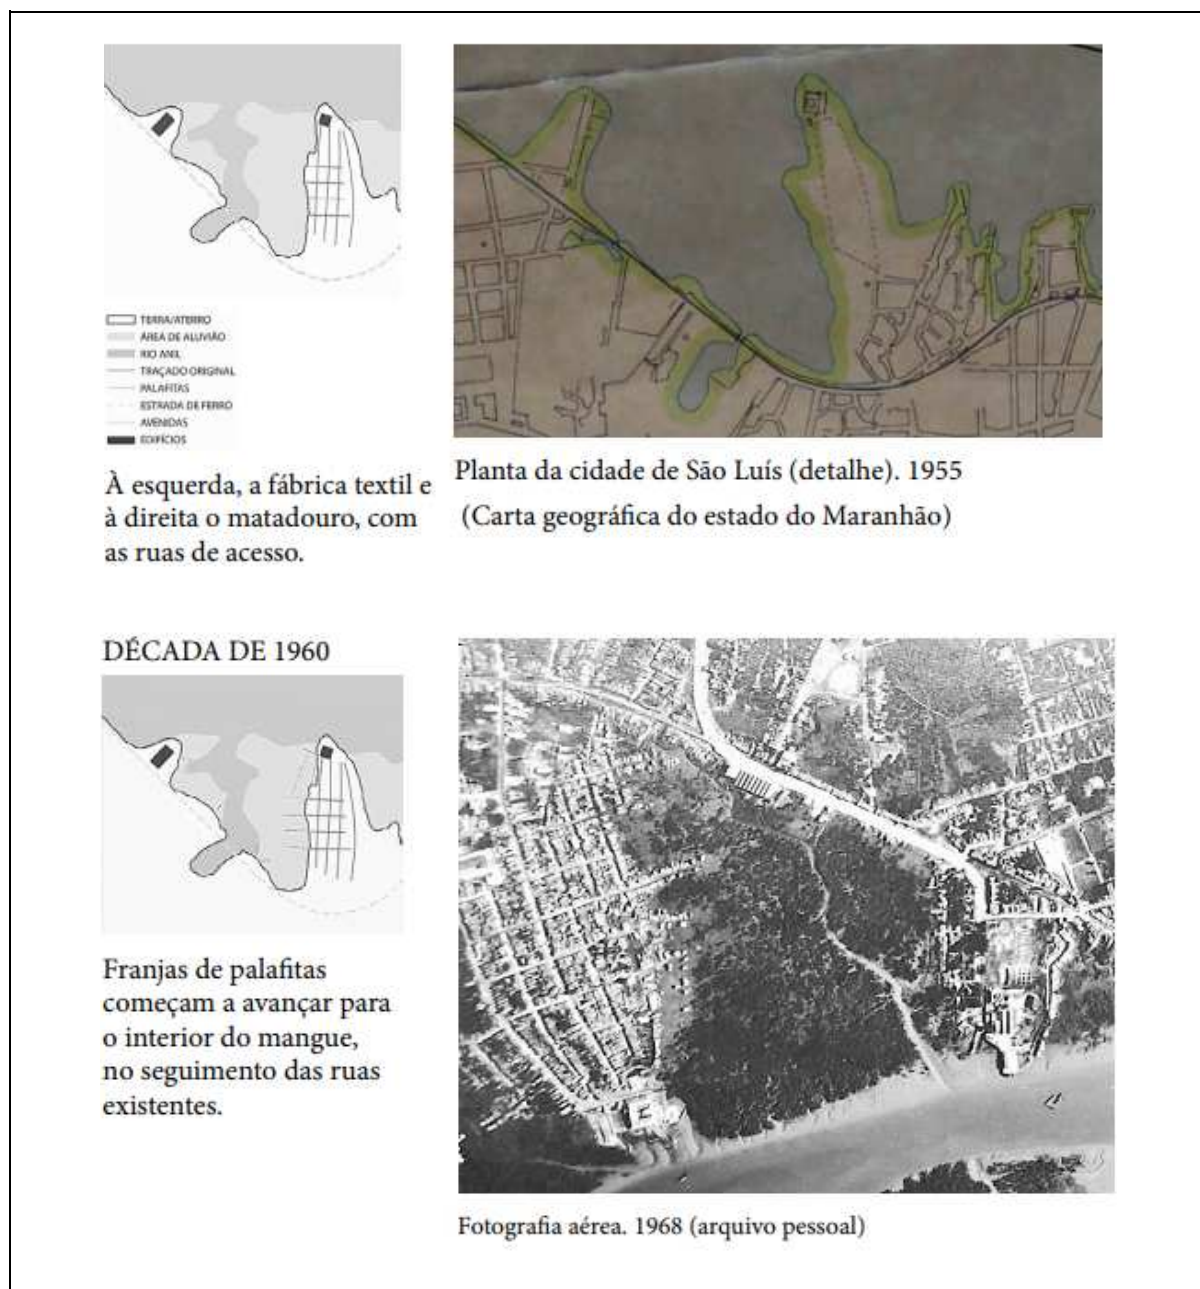 TERRA/ATERRO
ÁREA DE ALUVIÃO
RIO ANIL
TRAÇADO ORIGINAL
PALAFITAS
ESTRADA DE FERRO
AVENIDAS
EDIFÍCIOS
À esquerda, a fábrica textil e
à direita o matadouro, com
as ruas de acesso.
Planta da cidade de São Luís (detalhe). 1955
(Carta geográfica do estado do Maranhão)
DÉCADA DE 1960
Franjas de palafitas
começam a avançar para
o interior do mangue,
no seguimento das ruas
existentes.
Fotografia aérea. 1968 (arquivo pessoal)